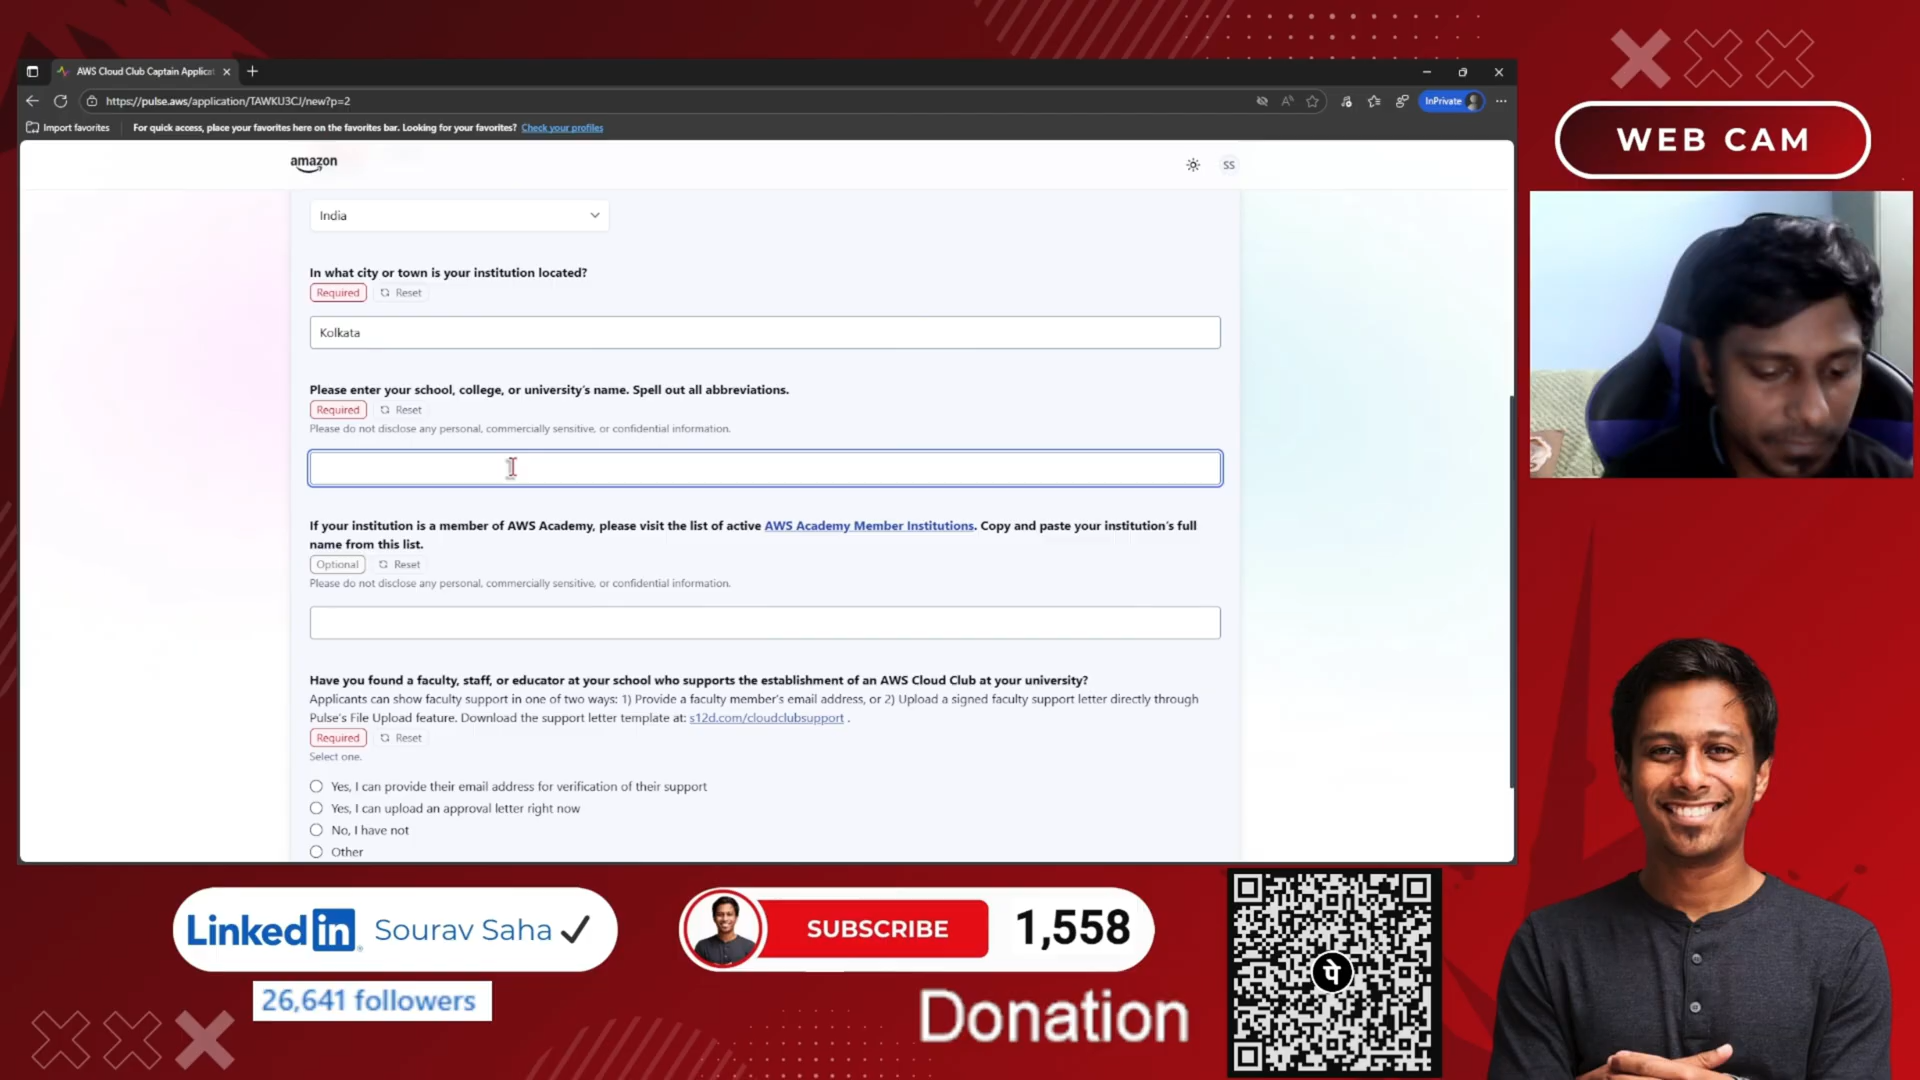 AWS Cloud Club Captain Applicat
https://pulse.aws/application/TAWKU3CJ/new?p=2
InPrivate
Import favorites
For quick access, place your favorites here on the favorites bar. Looking for your favorites? Check your profiles
amazon
SS
India
In what city or town is your institution located?
Required
Reset
Kolkata
Please enter your school, college, or university's name. Spell out all abbreviations.
Required
Reset
Please do not disclose any personal, commercially sensitive, or confidential information.
If your institution is a member of AWS Academy, please visit the list of active AWS Academy Member Institutions. Copy and paste your institution's full
name from this list.
Optional
Reset
Please do not disclose any personal, commercially sensitive, or confidential information.
Have you found a faculty, staff, or educator at your school who supports the establishment of an AWS Cloud Club at your university?
Applicants can show faculty support in one of two ways: 1) Provide a faculty member's email address, or 2) Upload a signed faculty support letter directly through
Pulse's File Upload feature. Download the support letter template at: s12d.com/cloudclubsupport .
Required
Reset
Select one.
Yes, I can provide their email address for verification of their support
Yes, I can upload an approval letter right now
No, I have not
Other
WEB CAM
LinkedIn Sourav Saha
26,641 followers
SUBSCRIBE
1,558
Donation
पे